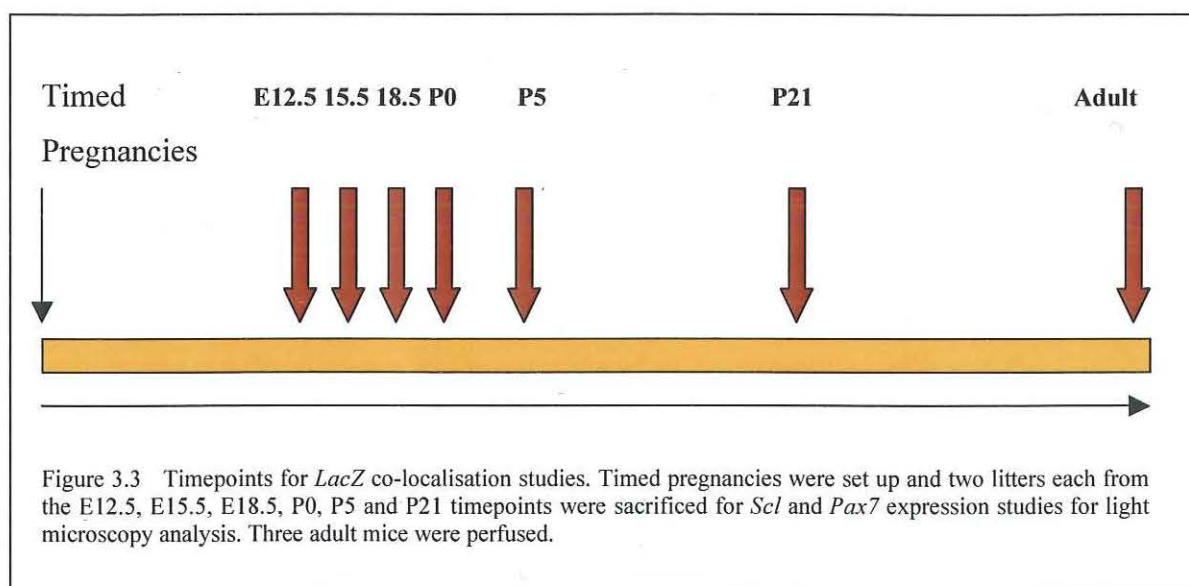 Timed E12.5 15.5 18.5 P0 P5 P21 Adult
Pregnancies
Figure 3.3 Timepoints for LacZ co-localisation studies. Timed pregnancies were set up and two litters each from
the E12.5, E15.5, E18.5, P0, P5 and P21 timepoints were sacrificed for Scl and Pax7 expression studies for light
microscopy analysis. Three adult mice were perfused.